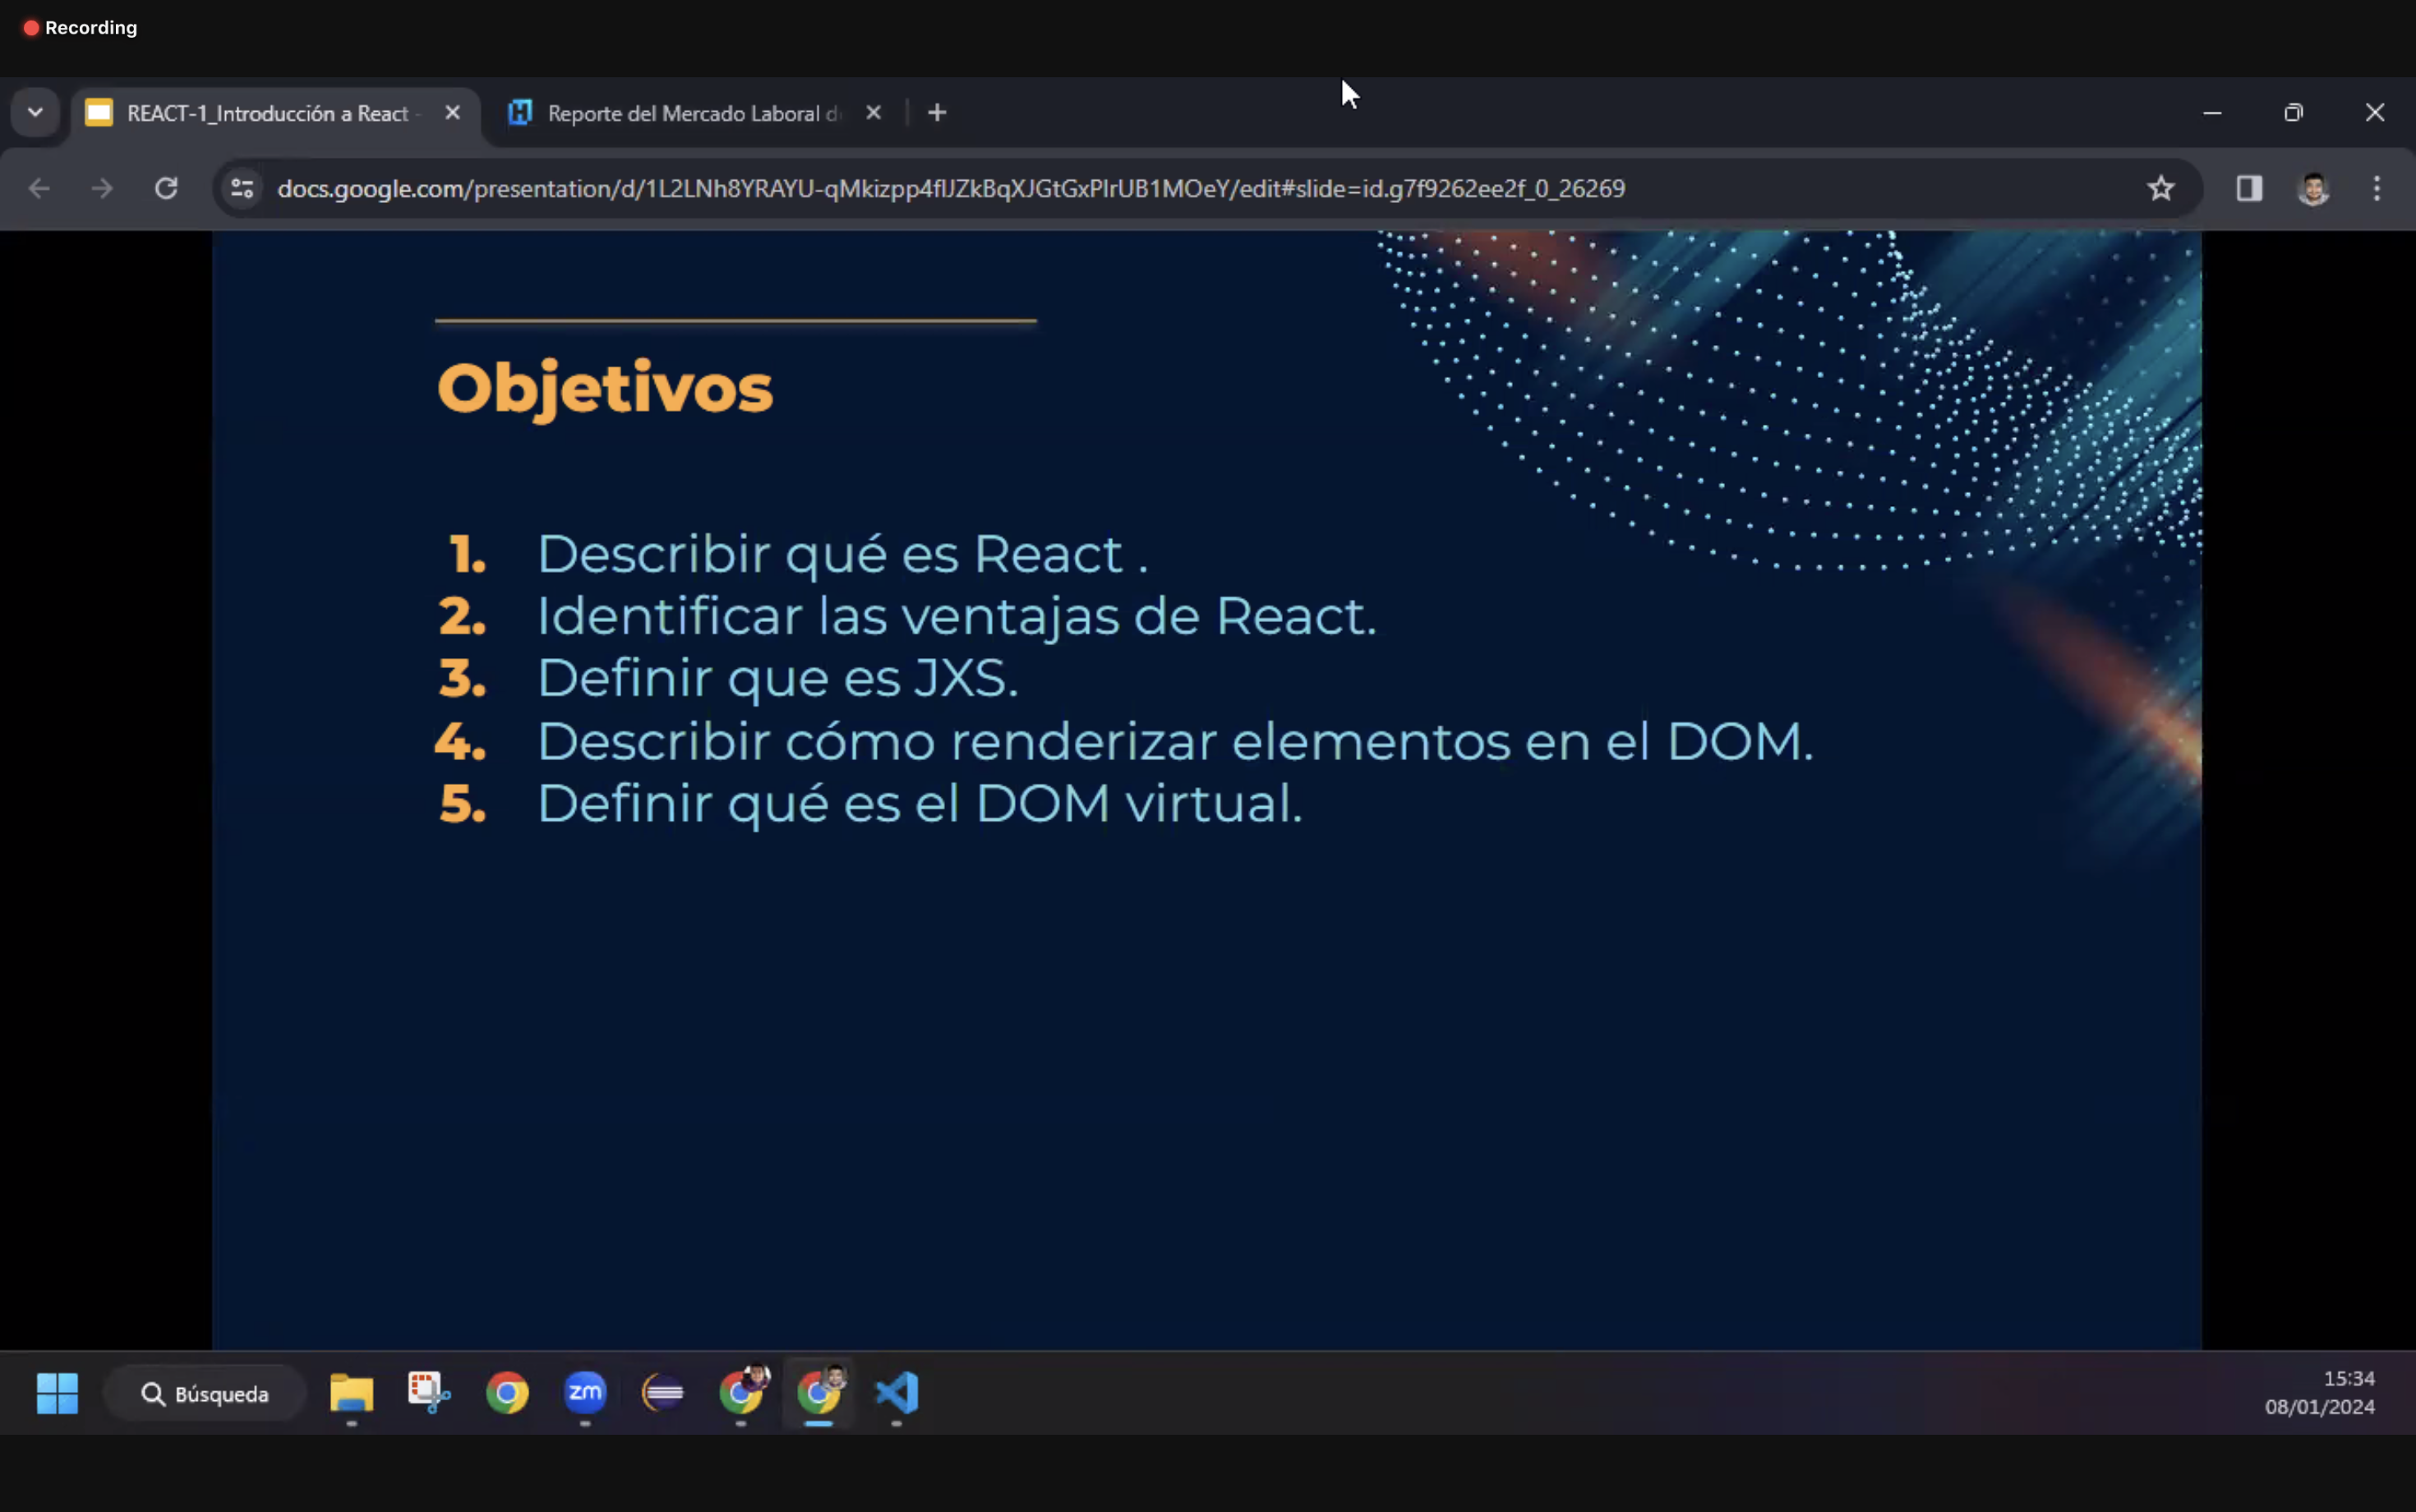 Recording
REACT-1_Introducción a React -
Reporte del Mercado Laboral d
docs.google.com/presentation/d/1L2LNh8YRAYU-qMkizpp4flJZkBqXJGtGxPIrUB1MOeY/edit#slide=id.g7f9262ee2f_0_26269
Objetivos
1. Describir qué es React .
2. Identificar las ventajas de React.
3. Definir que es JXS.
4. Describir cómo renderizar elementos en el DOM.
5. Definir qué es el DOM virtual.
Búsqueda
zm
15:34
08/01/2024